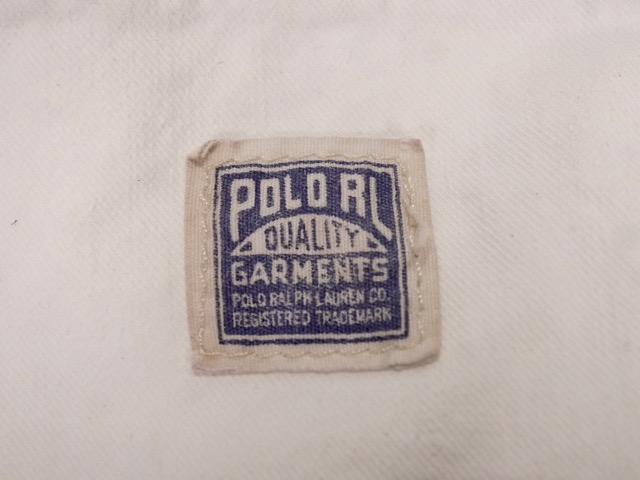 POLO RL
QUALITY
GARMENTS
POLO RALPH LAUREN CO.
REGISTERED TRADEMARK